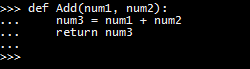 >>> def Add(num1, num2):
...     num3 = num1 + num2
...     return num3
...
>>>